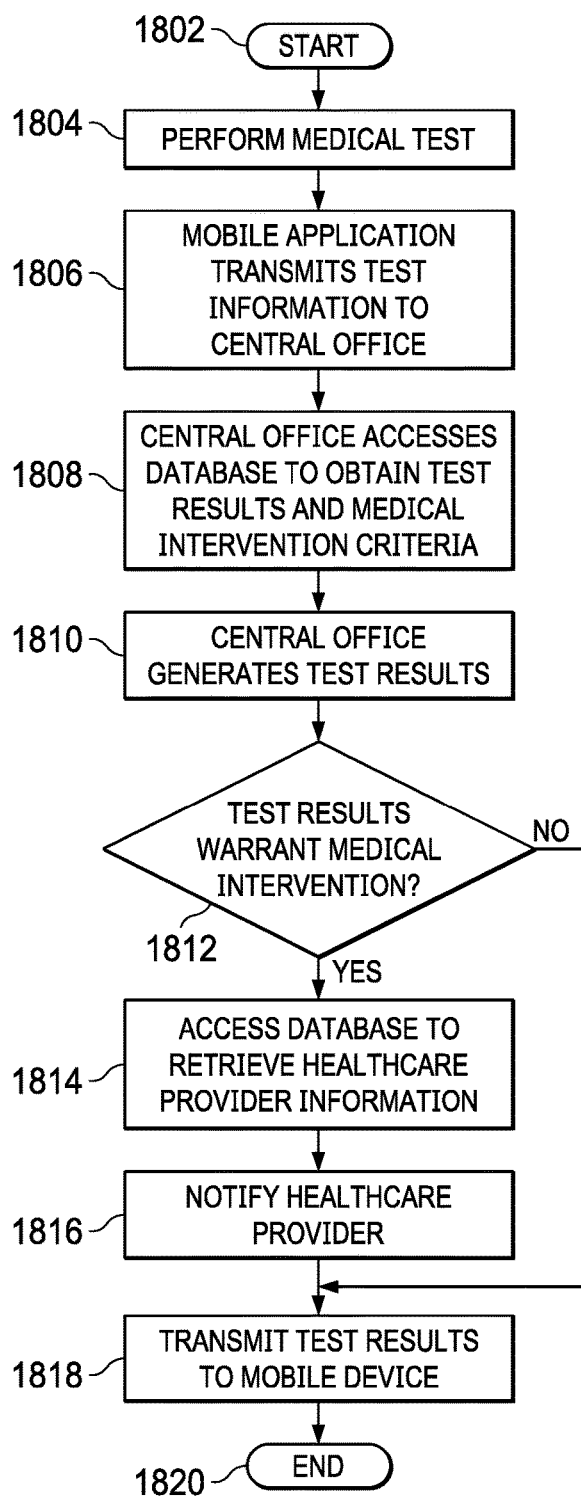 1802
START
1804
PERFORM MEDICAL TEST
1806
MOBILE APPLICATION
TRANSMITS TEST
INFORMATION TO
CENTRAL OFFICE
1808
CENTRAL OFFICE ACCESSES
DATABASE TO OBTAIN TEST
RESULTS AND MEDICAL
INTERVENTION CRITERIA
1810
CENTRAL OFFICE
GENERATES TEST RESULTS
TEST RESULTS
WARRANT MEDICAL
INTERVENTION?
NO
1812
YES
1814
ACCESS DATABASE TO
RETRIEVE HEALTHCARE
PROVIDER INFORMATION
1816
NOTIFY HEALTHCARE
PROVIDER
1818
TRANSMIT TEST RESULTS
TO MOBILE DEVICE
1820
END